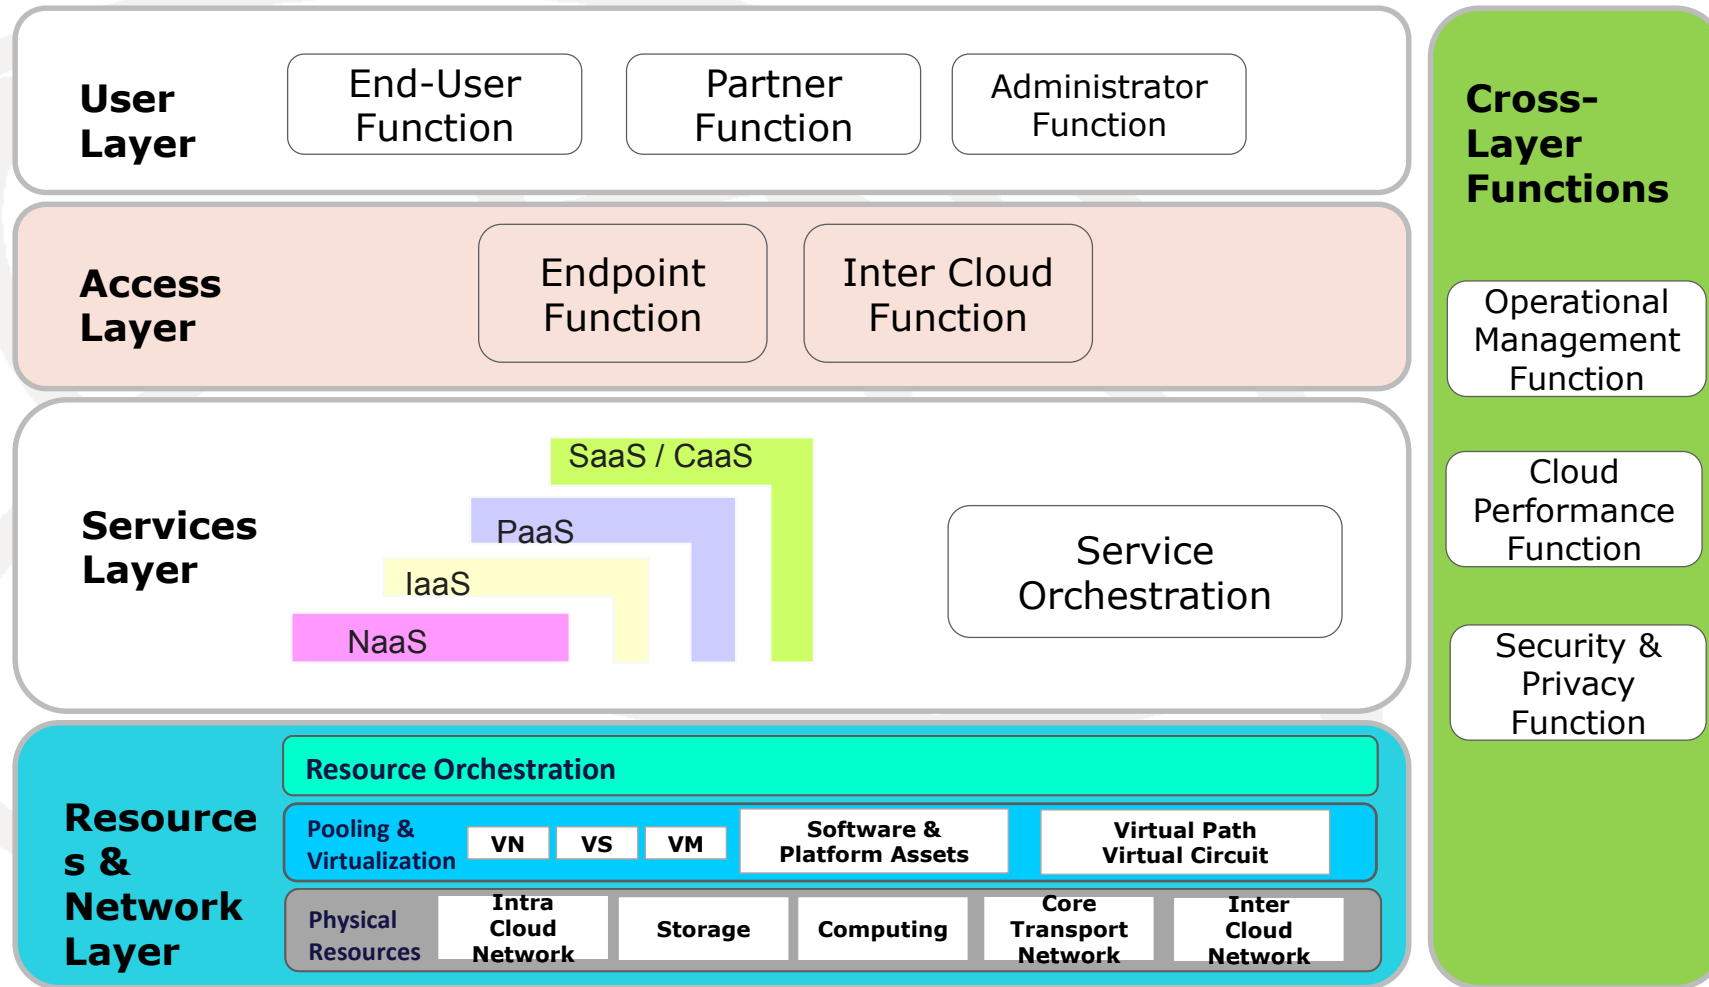 User
Layer
End-User
Function
Partner
Function
Administrator
Function
Access
Layer
Endpoint
Function
Inter Cloud
Function
Services
Layer
SaaS / CaaS
PaaS
IaaS
NaaS
Service
Orchestration
Resource
s &
Network
Layer
Resource Orchestration
Pooling &
Virtualization
VN
VS
VM
Software &
Platform Assets
Virtual Path
Virtual Circuit
Physical
Resources
Intra
Cloud
Network
Storage
Computing
Core
Transport
Network
Inter
Cloud
Network
Cross-
Layer
Functions
Operational
Management
Function
Cloud
Performance
Function
Security &
Privacy
Function